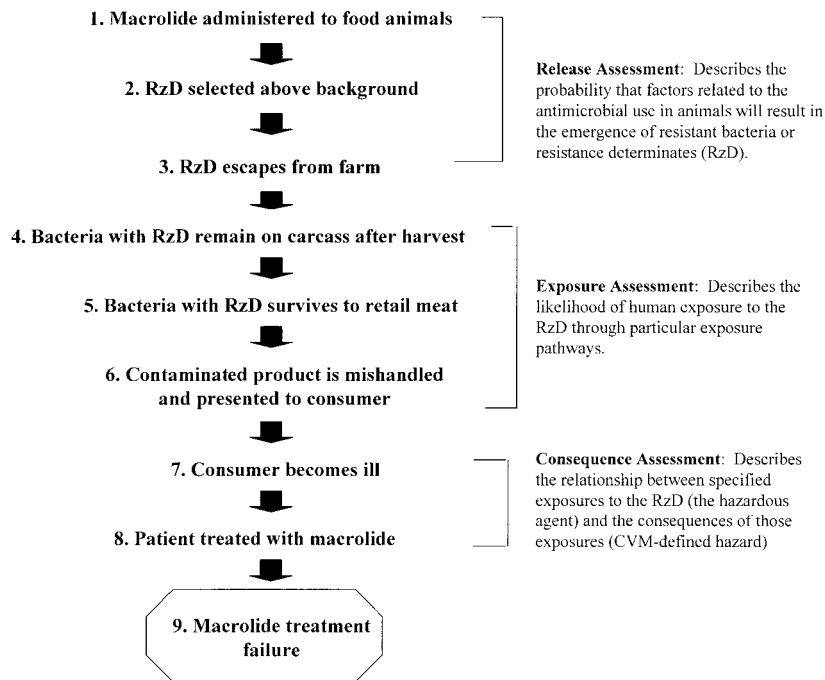 1. Macrolide administered to food animals
2. RzD selected above background
3. RzD escapes from farm
Release Assessment: Describes the
probability that factors related to the
antimicrobial use in animals will result in
the emergence of resistant bacteria or
resistance determinates (RzD).
4. Bacteria with RzD remain on carcass after harvest
5. Bacteria with RzD survives to retail meat
6. Contaminated product is mishandled
and presented to consumer
Exposure Assessment: Describes the
likelihood of human exposure to the
RzD through particular exposure
pathways.
7. Consumer becomes ill
8. Patient treated with macrolide
Consequence Assessment: Describes
the relationship between specified
exposures to the RzD (the hazardous
agent) and the consequences of those
exposures (CVM-defined hazard)
9. Macrolide treatment
failure